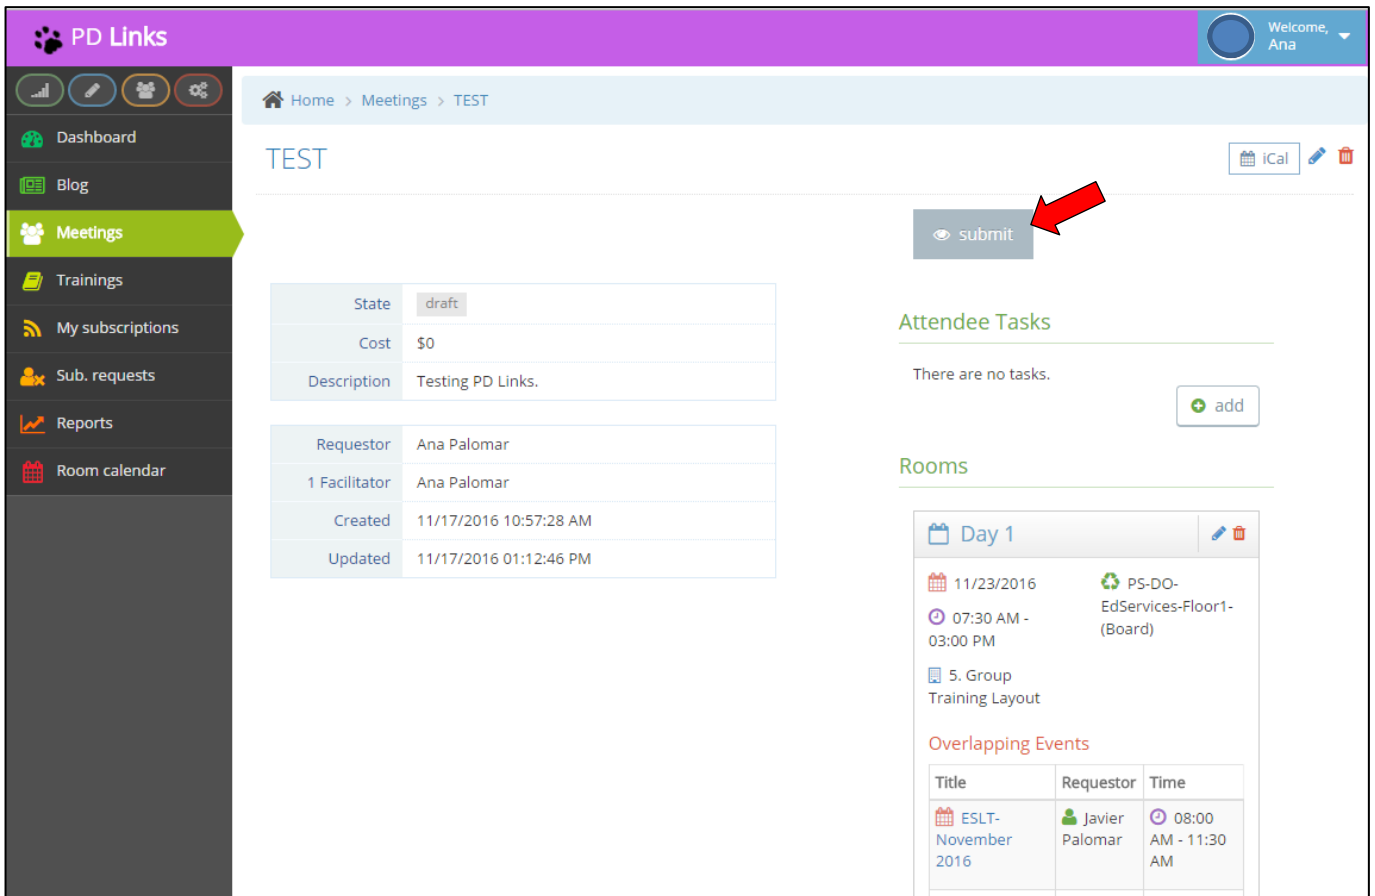 PD Links
Welcome,
Ana
Home > Meetings > TEST
Dashboard
Blog
Meetings
Trainings
My subscriptions
Sub. requests
Reports
Room calendar
TEST
iCal
submit
State draft
Cost $0
Description Testing PD Links.
Requestor Ana Palomar
1 Facilitator Ana Palomar
Created 11/17/2016 10:57:28 AM
Updated 11/17/2016 01:12:46 PM
Attendee Tasks
There are no tasks.
add
Rooms
Day 1
11/23/2016
07:30 AM -
03:00 PM
5. Group
Training Layout
PS-DO-
EdServices-Floor1-
(Board)
Overlapping Events
Title Requestor Time
ESLT-
November
2016
Javier
Palomar
08:00
AM - 11:30
AM